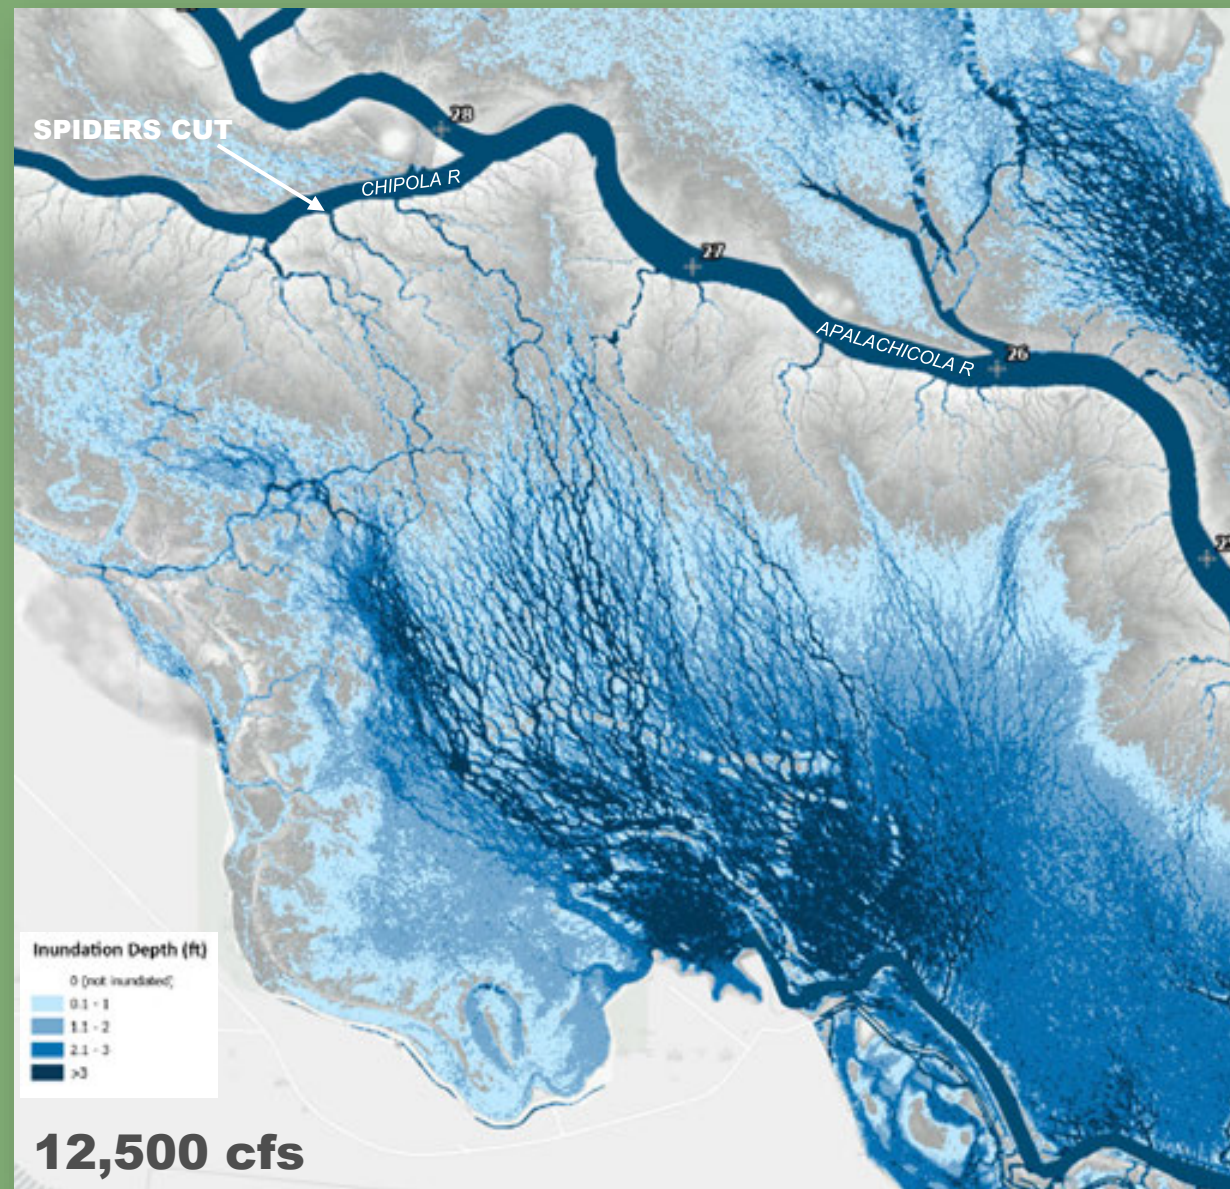 28
SPIDERS CUT
CHIPOLA R
27
APALACHICOLA R
26
Inundation Depth (ft)
0 (not inundated)
0.1 - 1
1.1 - 2
2.1 - 3
>3
12,500 cfs